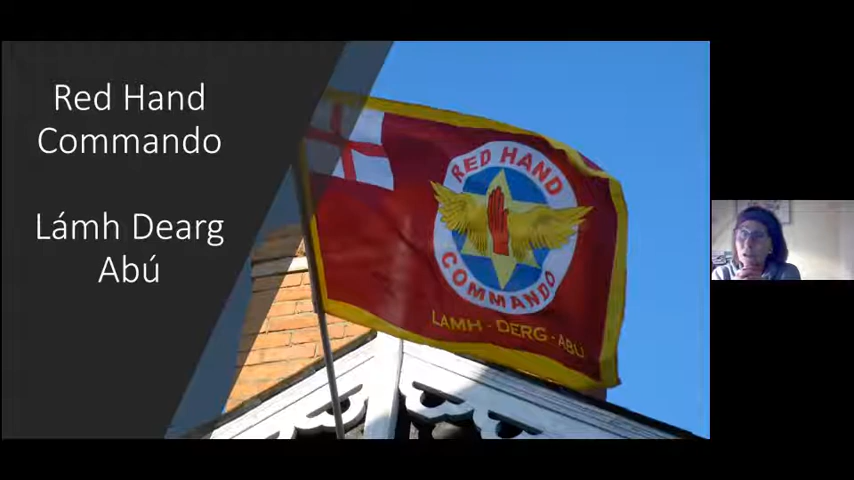 Red Hand
Commando
Lámh Dearg
Abú
RED HAND
COMMANDO
LAMH - DERG - ABU